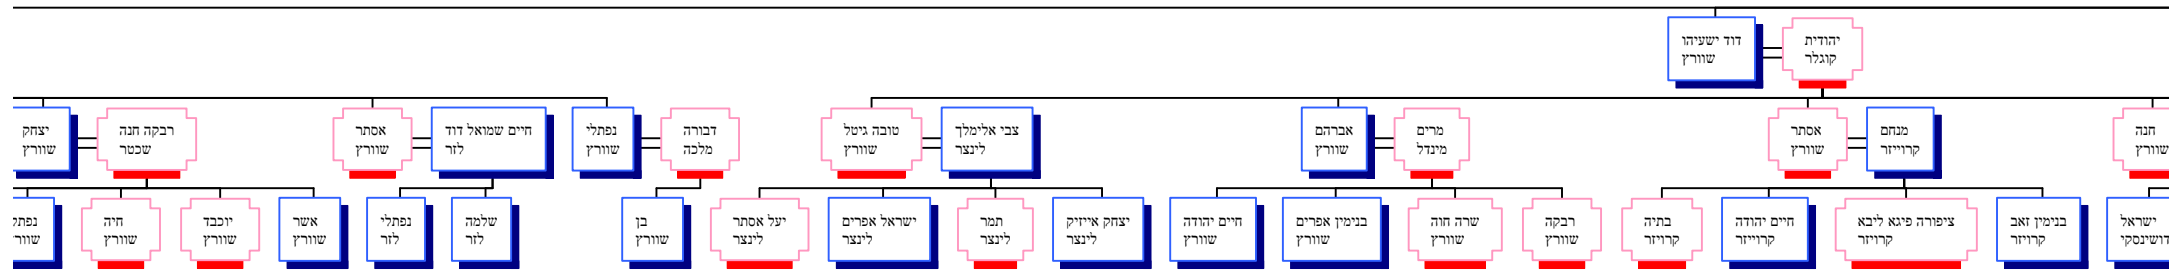 דוד ישעיהו
שוורץ
יהודית
קוגלר
יצחק
שוורץ
רבקה חנה
שכטר
אסתר
שוורץ
חיים שמואל דוד
לזר
נפתלי
שוורץ
דבורה
מלכה
טובה גיטל
שוורץ
צבי אלימלך
לינצר
אברהם
שוורץ
מרים
מינדל
אסתר
שוורץ
מנחם
קרוייזר
חנה
שוורץ
חיה
שוורץ
יוכבד
שוורץ
אשר
שוורץ
נפתלי
לזר
שלמה
לזר
בן
שוורץ
יעל אסתר
לינצר
ישראל אפרים
לינצר
תמר
לינצר
יצחק אייזיק
לינצר
חיים יהודה
שוורץ
בנימין אפרים
שוורץ
שרה חוה
שוורץ
רבקה
שוורץ
בתיה
קרויזר
חיים יהודה
קרוייזר
ציפורה פיגא ליבא
קרויזר
בנימין זאב
קרויזר
ישראל